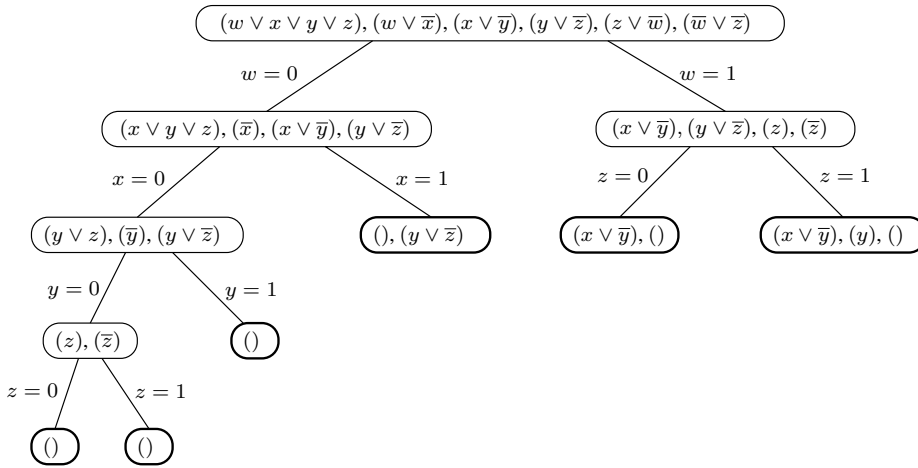 (w ∨ x ∨ y ∨ z), (w ∨ x̅), (x ∨ y̅), (y ∨ z̅), (z ∨ w̅), (w̅ ∨ z̅)
w = 0 w = 1
(x ∨ y ∨ z), (x̅), (x ∨ y̅), (y ∨ z̅) (x ∨ y̅), (y ∨ z̅), (z), (z̅)
x = 0 x = 1 z = 0 z = 1
(y ∨ z), (y̅), (y ∨ z̅) (), (y ∨ z̅) (x ∨ y̅), () (x ∨ y̅), (y), ()
y = 0 y = 1
(z), (z̅) ()
z = 0 z = 1
() ()